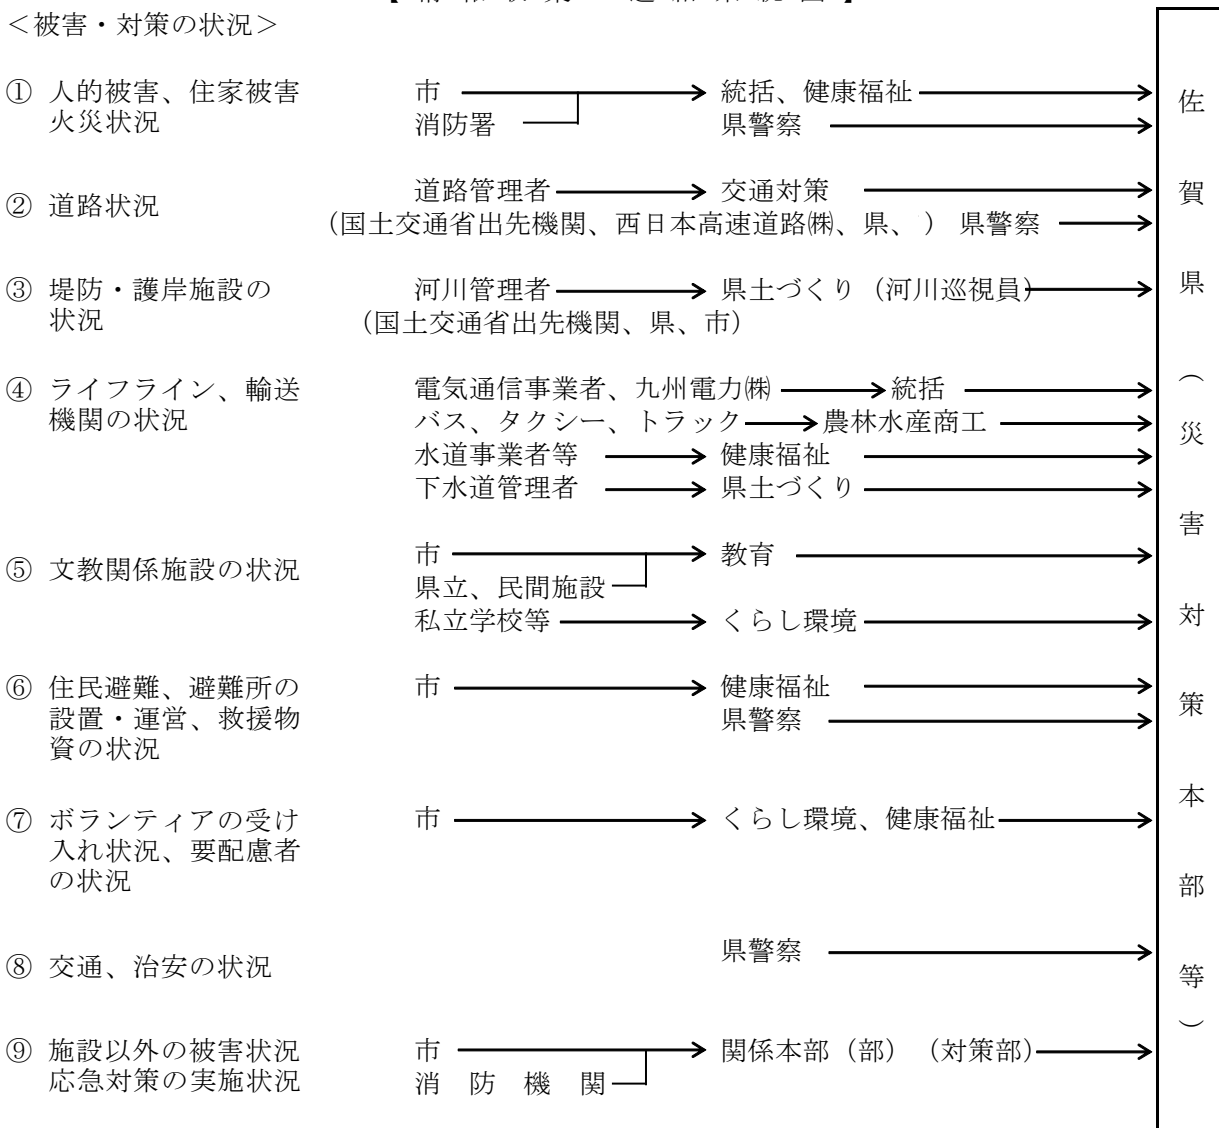 ＜被害・対策の状況＞
① 人的被害、住家被害
火災状況
市 統括、健康福祉
消防署 県警察
② 道路状況
道路管理者 交通対策
（国土交通省出先機関、西日本高速道路㈱、県、 ） 県警察
③ 堤防・護岸施設の
状況
河川管理者 県土づくり（河川巡視員）
（国土交通省出先機関、県、市）
④ ライフライン、輸送
機関の状況
電気通信事業者、九州電力㈱ 統括
バス、タクシー、トラック 農林水産商工
水道事業者等 健康福祉
下水道管理者 県土づくり
⑤ 文教関係施設の状況
市 教育
県立、民間施設
私立学校等 くらし環境
⑥ 住民避難、避難所の
設置・運営、救援物
資の状況
市 健康福祉
県警察
⑦ ボランティアの受け
入れ状況、要配慮者
の状況
市 くらし環境、健康福祉
⑧ 交通、治安の状況
県警察
⑨ 施設以外の被害状況
応急対策の実施状況
市 関係本部（部）（対策部）
消 防 機 関
佐賀県（災害対策本部等）